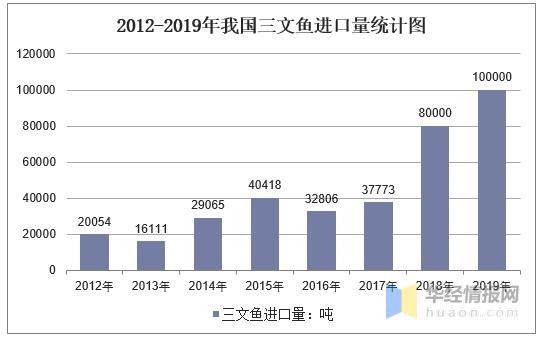 2012-2019年我国三文鱼进口量统计图
120000
100000
80000
60000
40000
20000
0
20054
16111
29065
40418
32806
37773
80000
100000
2012年
2013年
2014年
2015年
2016年
2017年
2018年
2019年
三文鱼进口量：吨
华经情报网
huaon.com